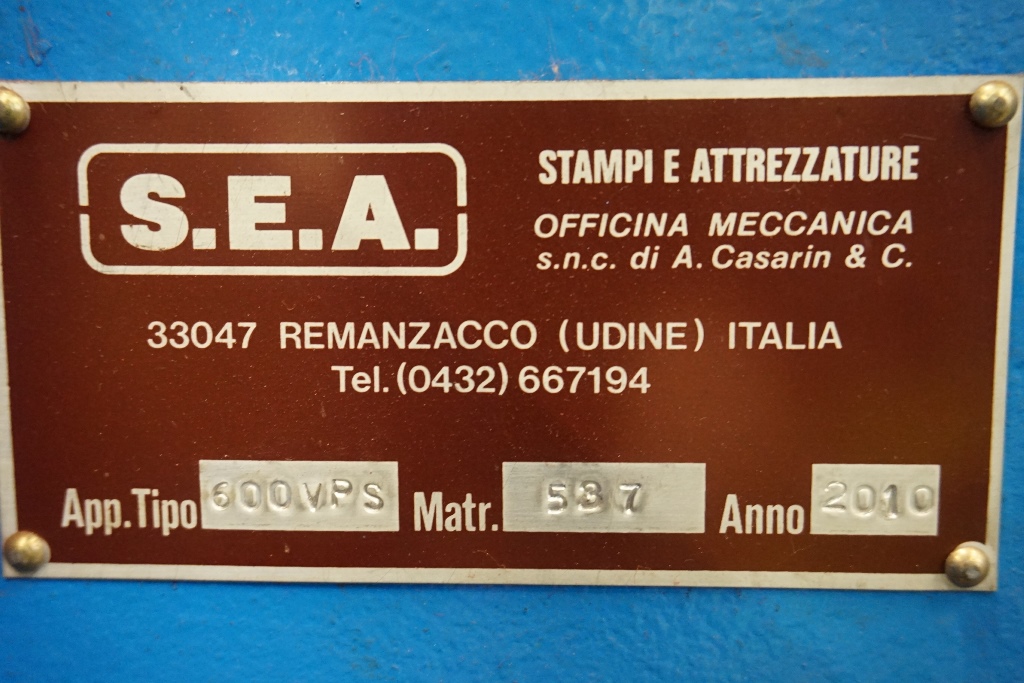 S.E.A.
STAMPI E ATTREZZATURE
OFFICINA MECCANICA
s.n.c. di A. Casarin & C.
33047 REMANZACCO (UDINE) ITALIA
Tel. (0432) 667194
App. Tipo 600VPS Matr. 537 Anno 2010